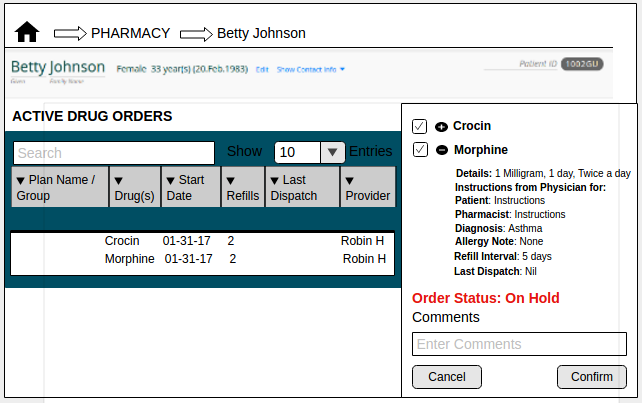 PHARMACY Betty Johnson
Betty Johnson Female 33 year(s) (20.Feb.1983) Edit Show Contact Info Patient ID 1002GU
Given Family Name
ACTIVE DRUG ORDERS
Search Show 10 Entries
Plan Name / Group Drug(s) Start Date Refills Last Dispatch Provider
Crocin 01-31-17 2 Robin H
Morphine 01-31-17 2 Robin H
Crocin
Morphine
Details: 1 Milligram, 1 day, Twice a day
Instructions from Physician for:
Patient: Instructions
Pharmacist: Instructions
Diagnosis: Asthma
Allergy Note: None
Refill Interval: 5 days
Last Dispatch: Nil
Order Status: On Hold
Comments
Enter Comments
Cancel Confirm